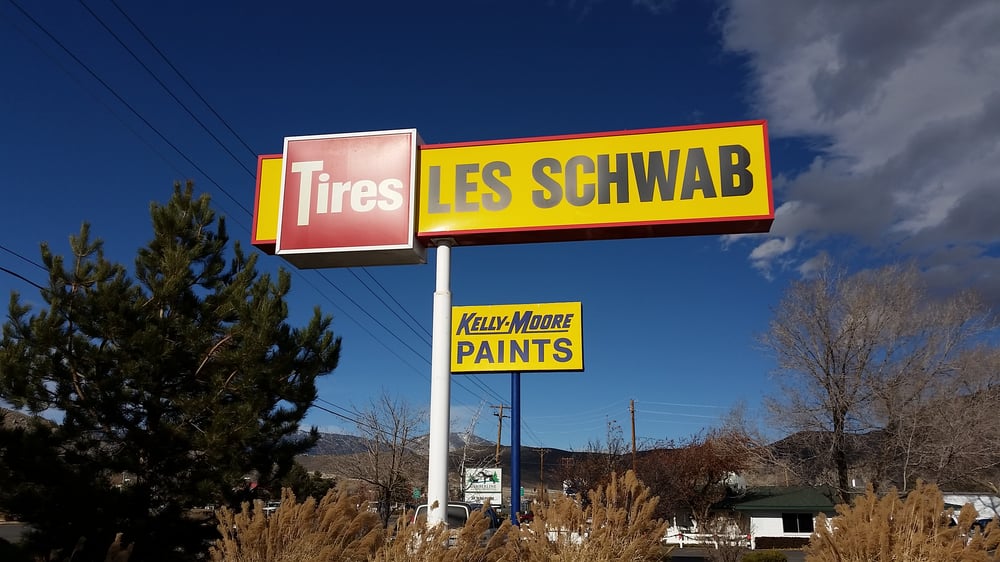 Tires
LES SCHWAB
KELLY-MOORE
PAINTS